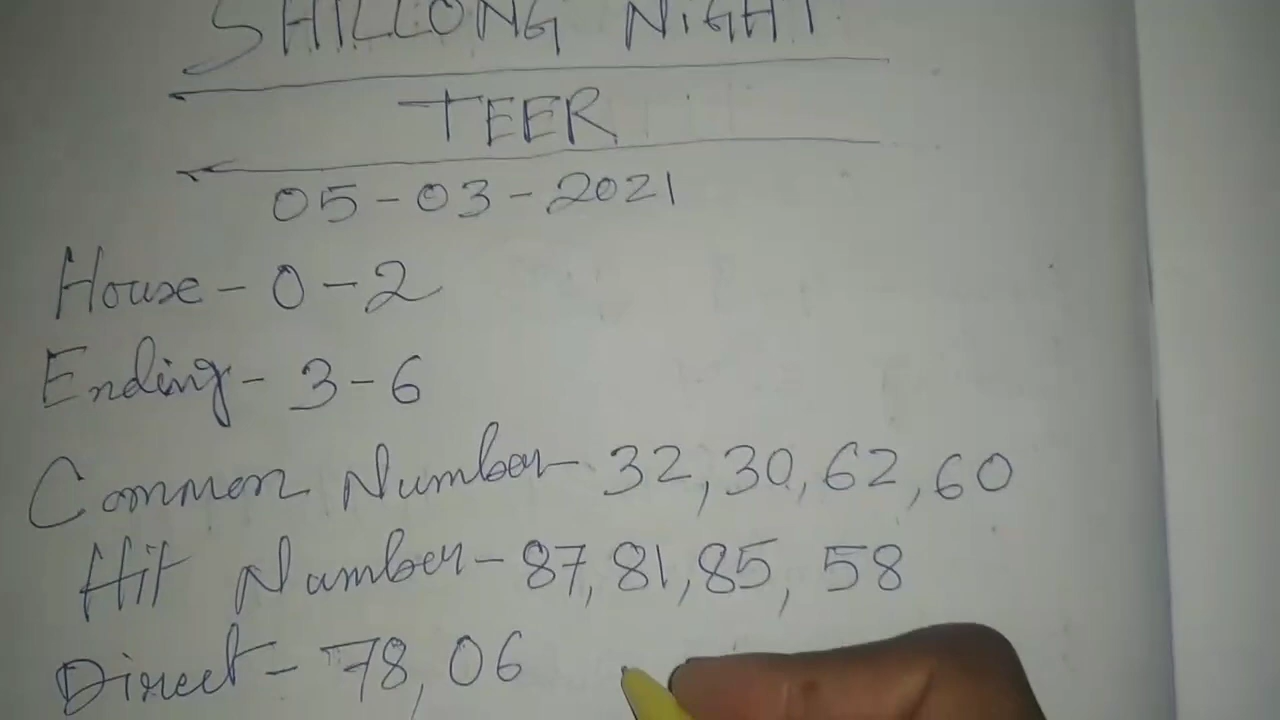 SHILLONG NIGHT
TEER
05-03-2021
House - 0-2
Ending - 3-6
Common Number - 32, 30, 62, 60
Hit Number - 87, 81, 85, 58
Direct - 78, 06